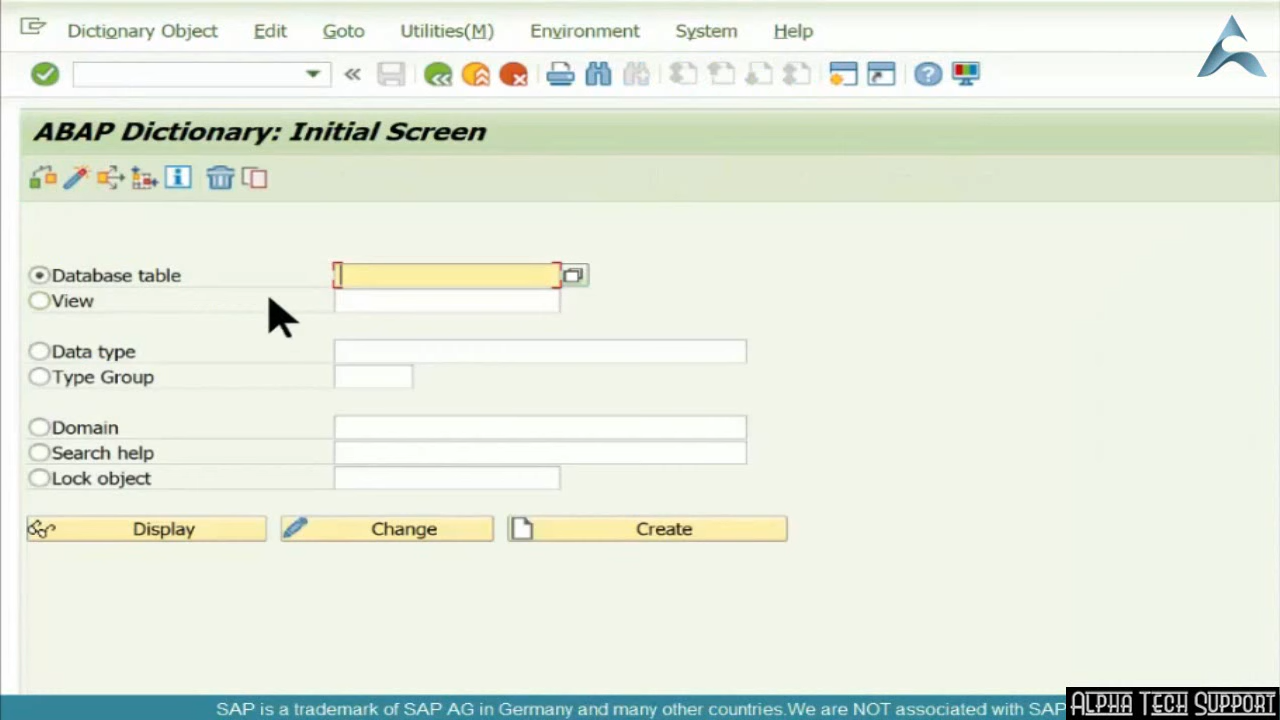 Dictionary Object Edit Goto Utilities(M) Environment System Help
ABAP Dictionary: Initial Screen
Database table
View
Data type
Type Group
Domain
Search help
Lock object
Display Change Create
SAP is a trademark of SAP AG in Germany and many other countries.We are NOT associated with SAP
Alpha Tech Support